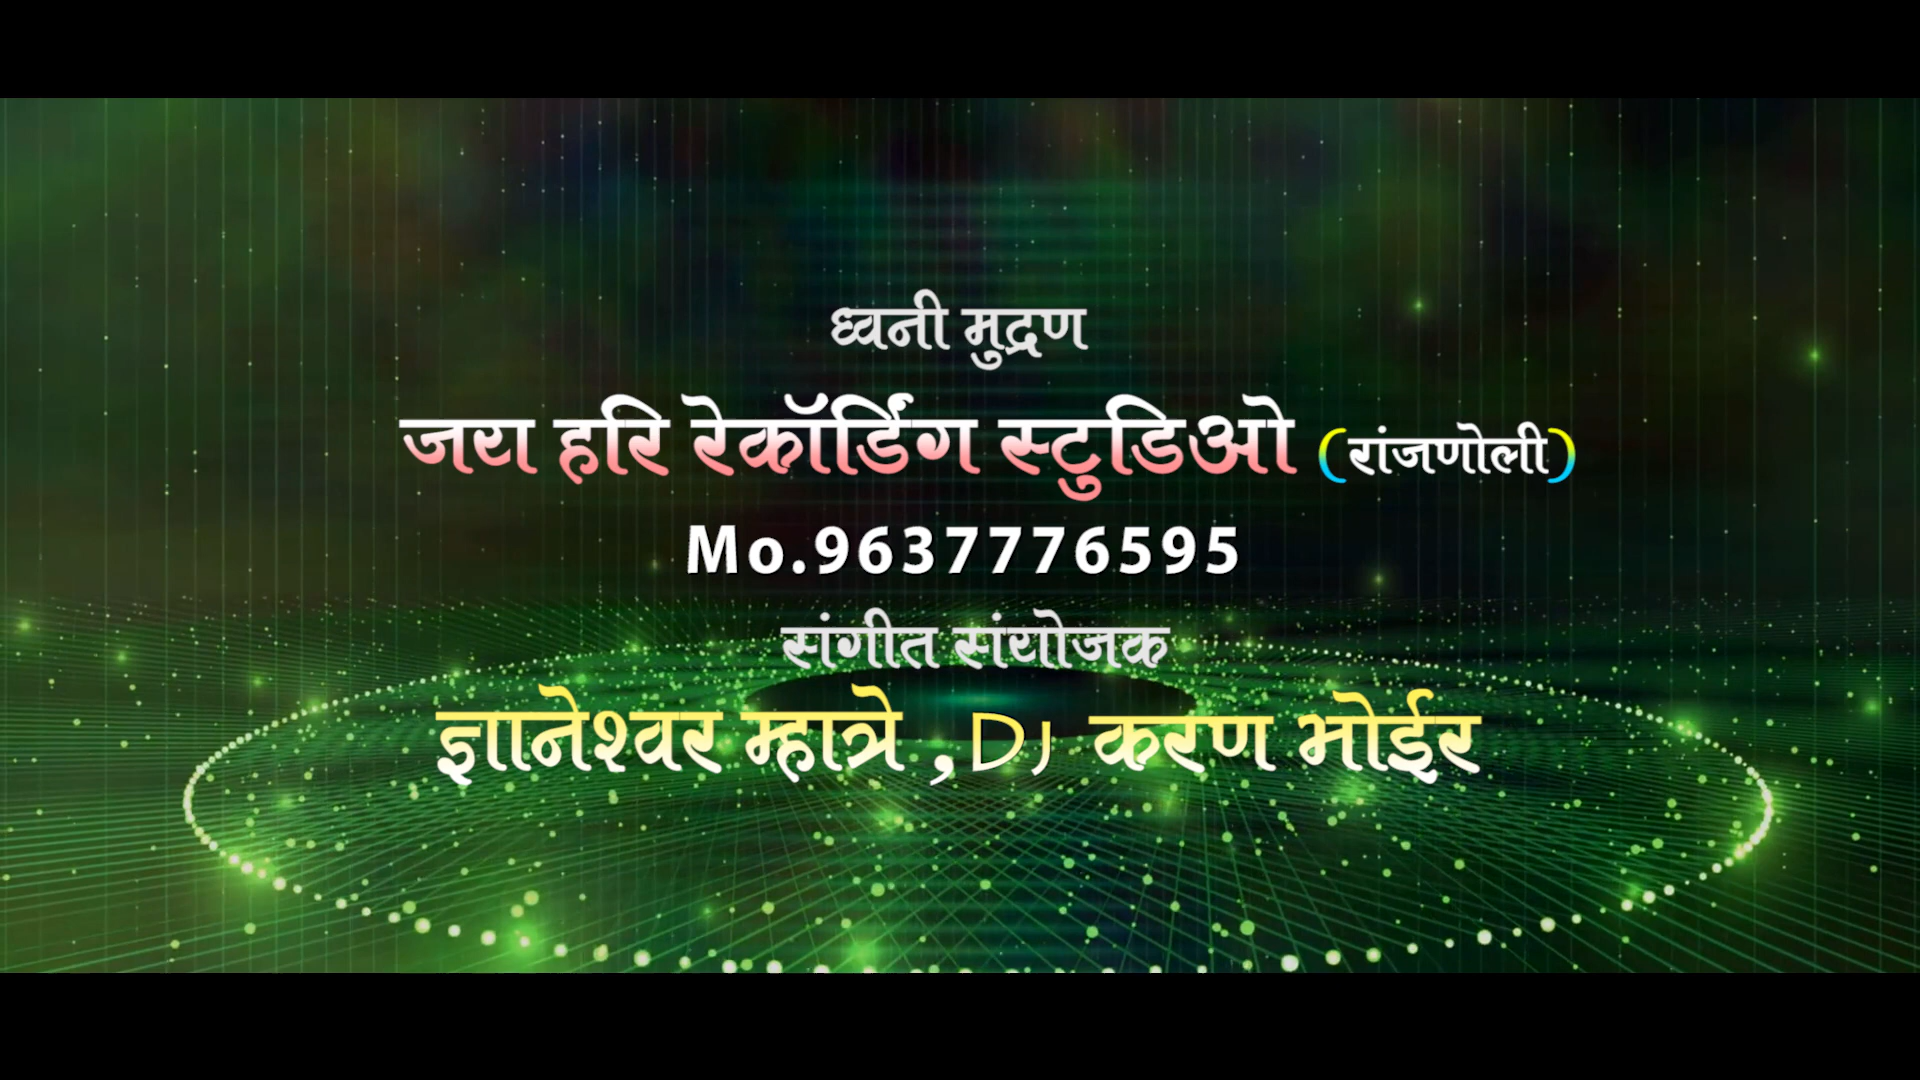 ध्वनी मुद्रण
जय हरि रेकॉर्डिंग स्टुडिओ (रांजणोली)
Mo.9637776595
संगीत संयोजक
ज्ञानेश्वर म्हात्रे ,DJ करण भोईर